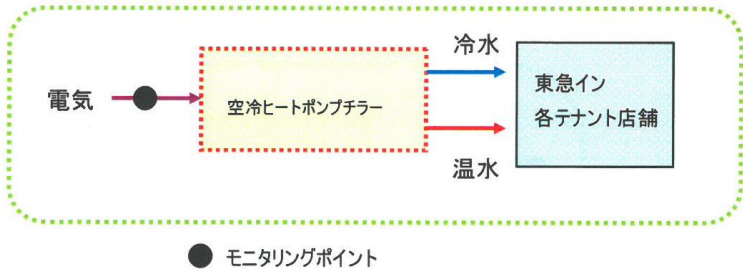 冷水
電気
空冷ヒートポンプチラー
東急イン
各テナント店舗
温水
モニタリングポイント